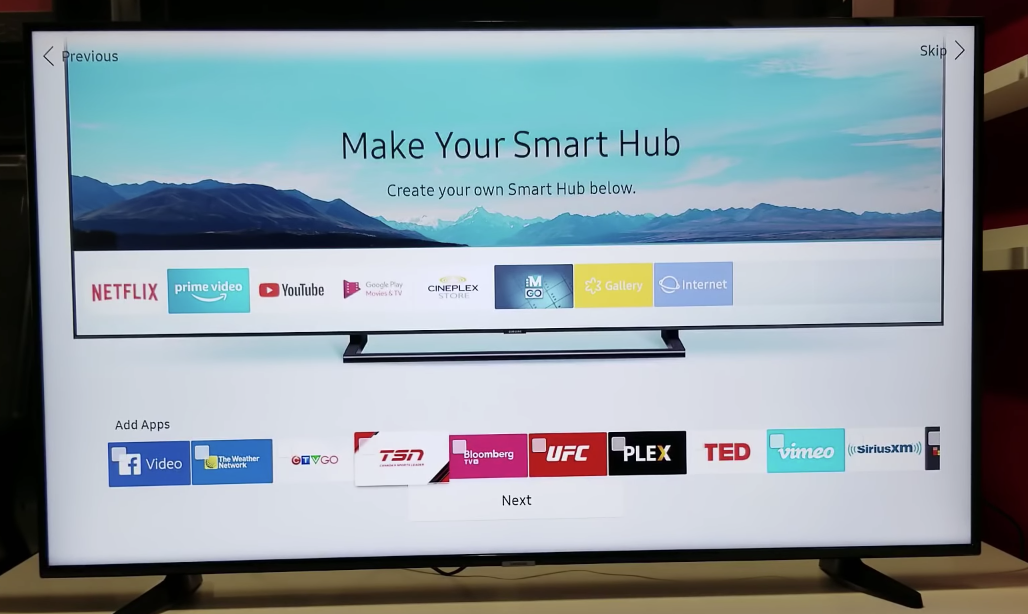 Previous
Skip
Make Your Smart Hub
Create your own Smart Hub below.
NETFLIX
prime video
YouTube
Google Play
Movies & TV
CINEPLEX
STORE
M
GO
Gallery
Internet
Add Apps
f Video
The Weather
Network
CTV GO
TSN
Bloomberg
TV
UFC
PLEX
TED
vimeo
SiriusXM
Next